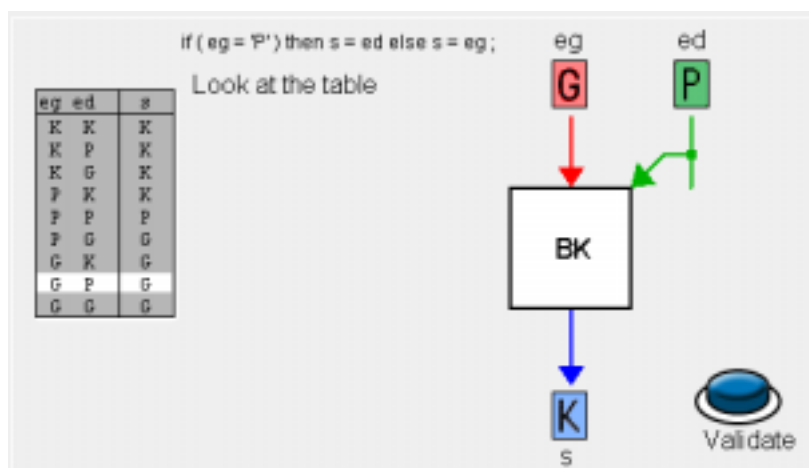 if ( eg = 'P' ) then s = ed else s = eg ;
Look at the table
eg ed s
K K K
K P K
K G K
P K K
P P P
P G G
G K G
G P G
G G G
eg ed
G P
BK
K
s
Validate